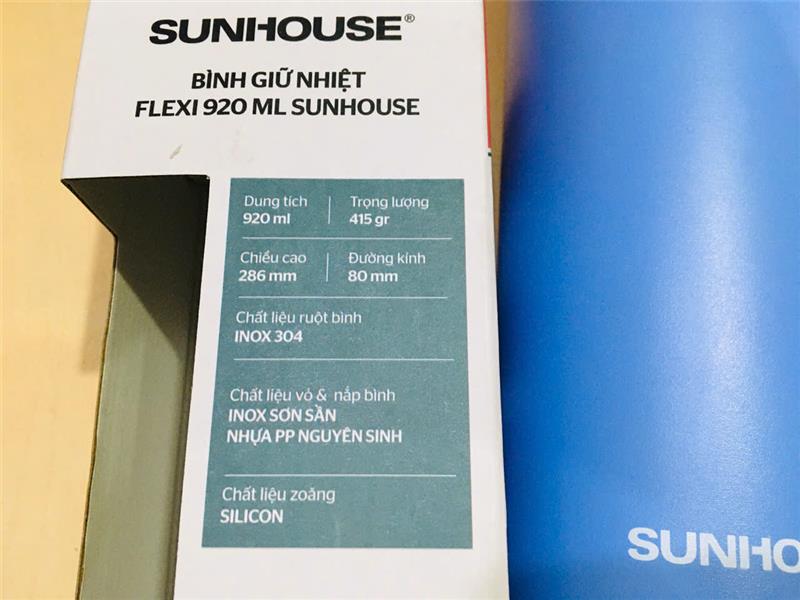 SUNHOUSE®
BÌNH GIỮ NHIỆT
FLEXI 920 ML SUNHOUSE
Dung tích
920 ml
Trọng lượng
415 gr
Chiều cao
286 mm
Đường kính
80 mm
Chất liệu ruột bình
INOX 304
Chất liệu vỏ & nắp bình
INOX SƠN SẦN
NHỰA PP NGUYÊN SINH
Chất liệu zoăng
SILICON
SUNHO